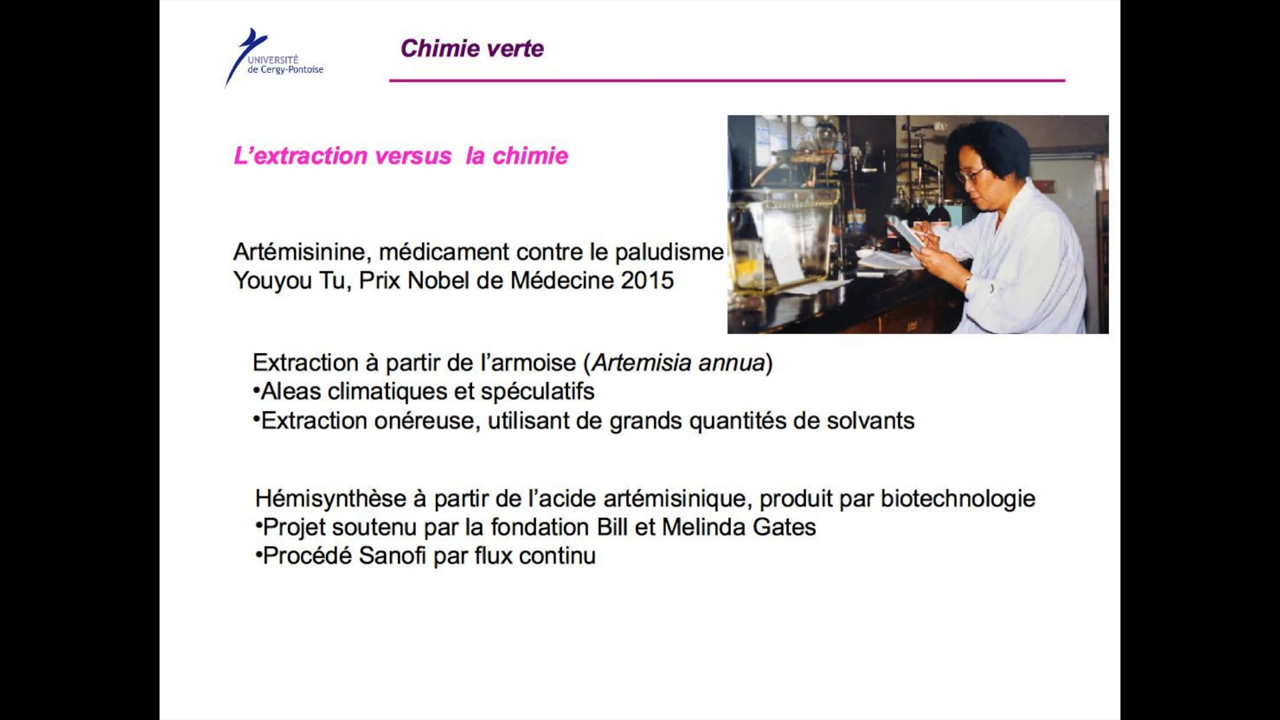 UNIVERSITÉ
de Cergy-Pontoise
Chimie verte
L'extraction versus la chimie
Artémisinine, médicament contre le paludisme
Youyou Tu, Prix Nobel de Médecine 2015
Extraction à partir de l'armoise (Artemisia annua)
•Aleas climatiques et spéculatifs
•Extraction onéreuse, utilisant de grands quantités de solvants
Hémisynthèse à partir de l'acide artémisinique, produit par biotechnologie
•Projet soutenu par la fondation Bill et Melinda Gates
•Procédé Sanofi par flux continu